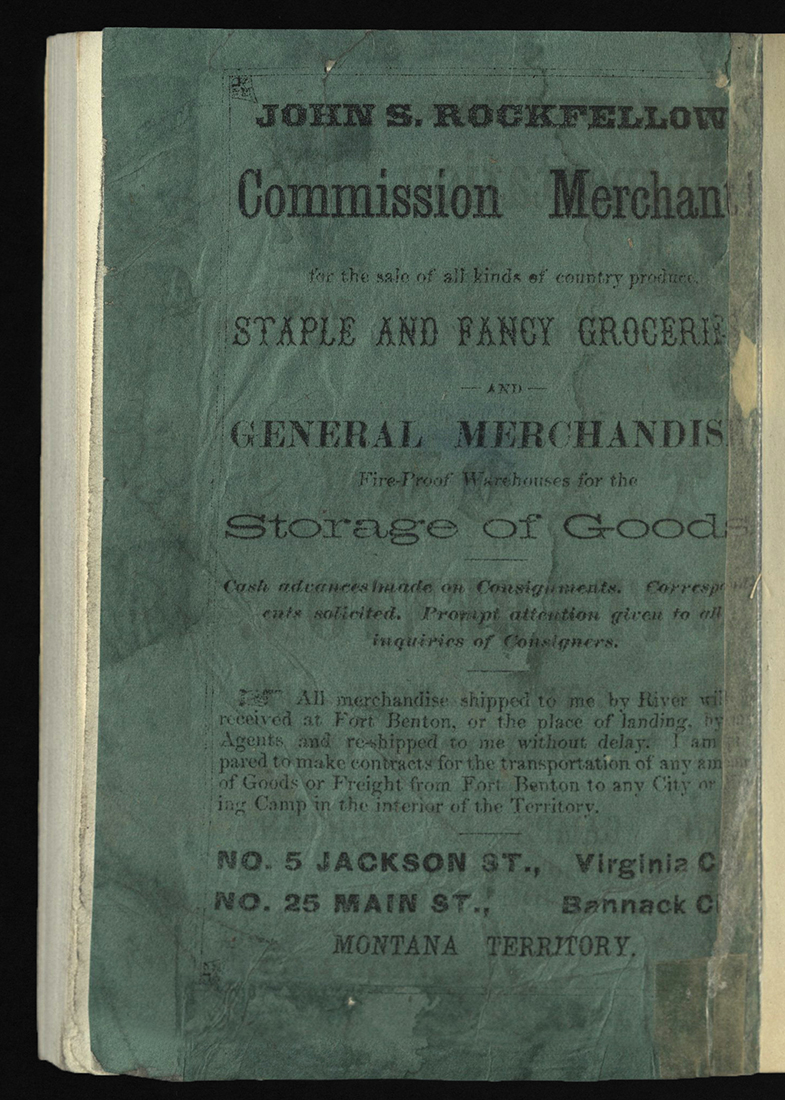 JOHN S. ROCKFELLOW
Commission Merchant
for the sale of all kinds of country produce,
STAPLE AND FANCY GROCERIE
— AND —
GENERAL MERCHANDIS
Fire-Proof Warehouses for the
Storage of Goods
Cash advances made on Consignments. Correspond
ents solicited. Prompt attention given to all
inquiries of Consigners.
All merchandise shipped to me by River will
received at Fort Benton, or the place of landing, by
Agents and re-shipped to me without delay. I am
pared to make contracts for the transportation of any am
of Goods or Freight from Fort Benton to any City or
ing Camp in the interior of the Territory.
NO. 5 JACKSON ST., Virginia C
NO. 25 MAIN ST., Bannack Ci
MONTANA TERRITORY.